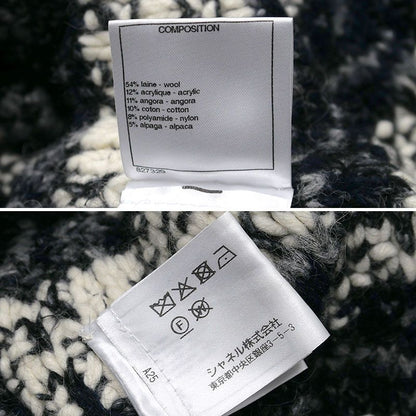 COMPOSITION
54% laine - wool
12% acrylique - acrylic
11% angora - angora
10% coton - cotton
8% polyamide - nylon
5% alpaga - alpaca
827325
F
シャネル株式会社
東京都中央区銀座3-5-3
A25